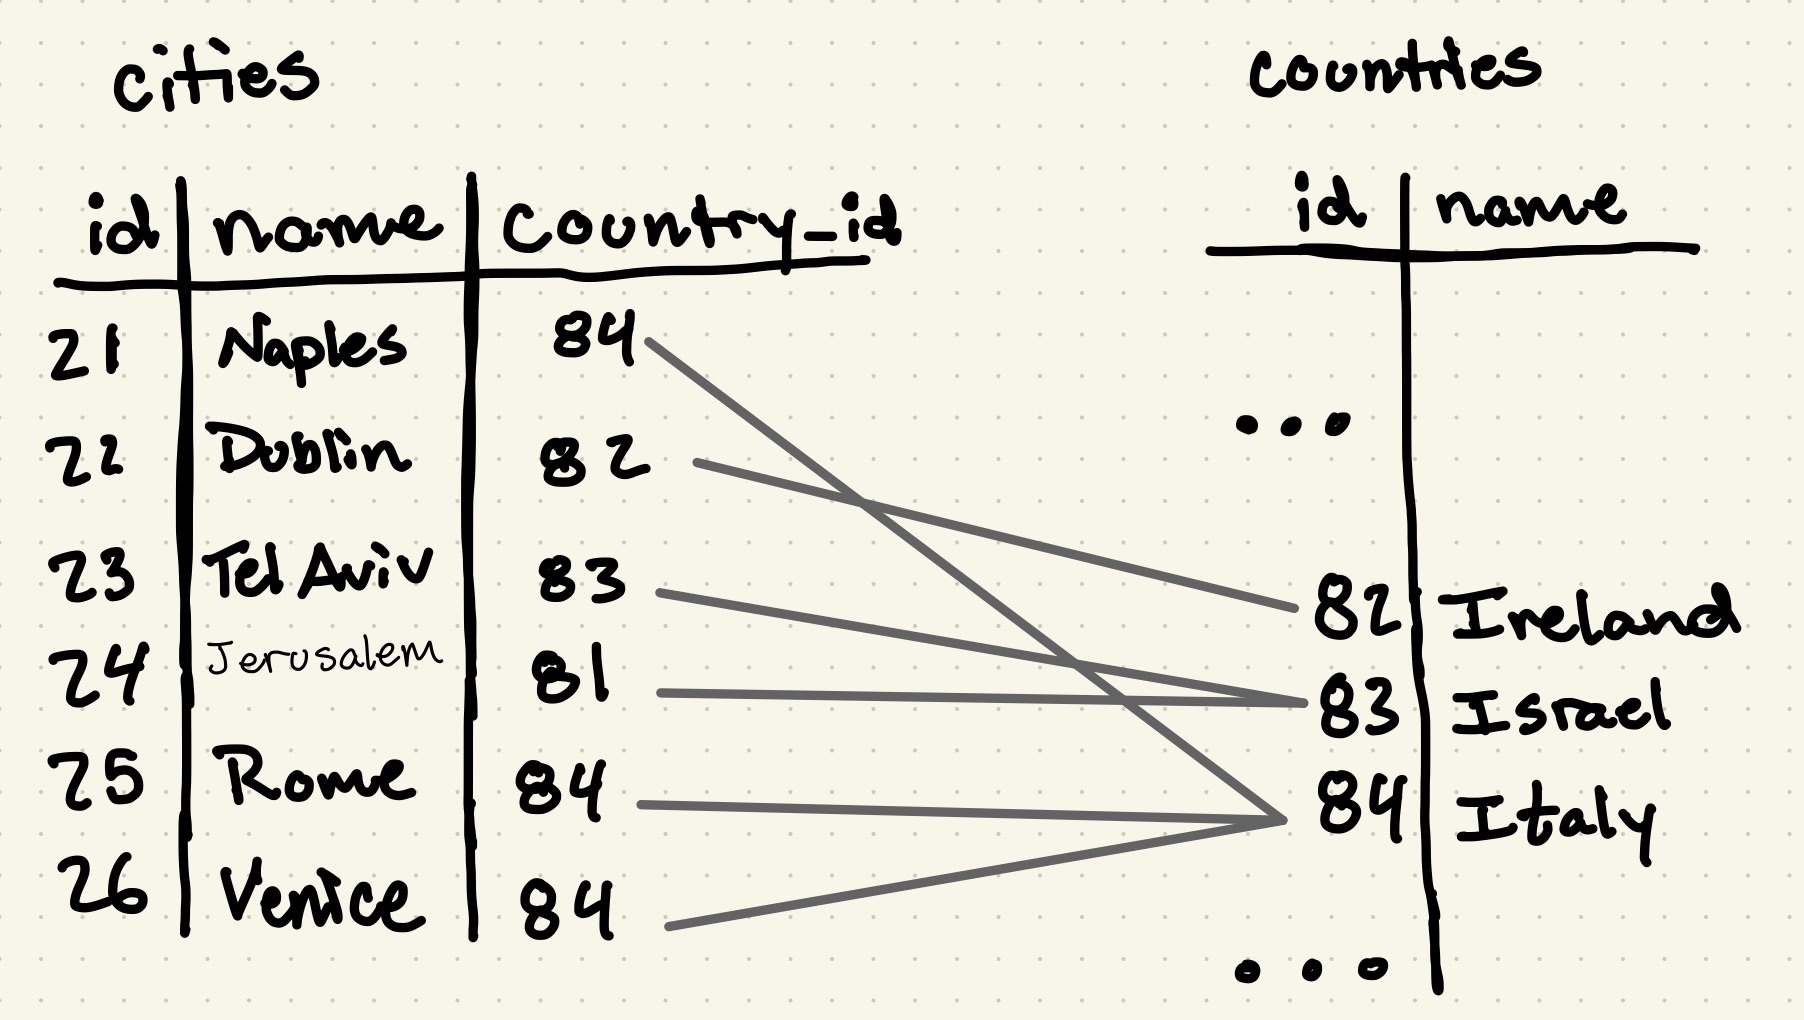 cities
countries
id name country_id
id name
21 Naples 84
22 Dublin 82
...
23 Tel Aviv 83
82 Ireland
24 Jerusalem 81
83 Israel
25 Rome 84
84 Italy
26 Venice 84
...